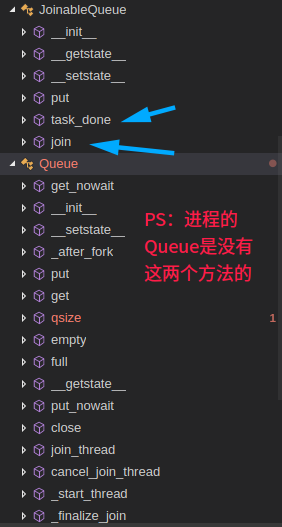 JoinableQueue
__init__
__getstate__
__setstate__
put
task_done
join
Queue
get_nowait
__init__
__setstate__
_after_fork
put
get
qsize
1
empty
full
__getstate__
put_nowait
close
join_thread
cancel_join_thread
_start_thread
_finalize_join
PS：进程的
Queue是没有
这两个方法的